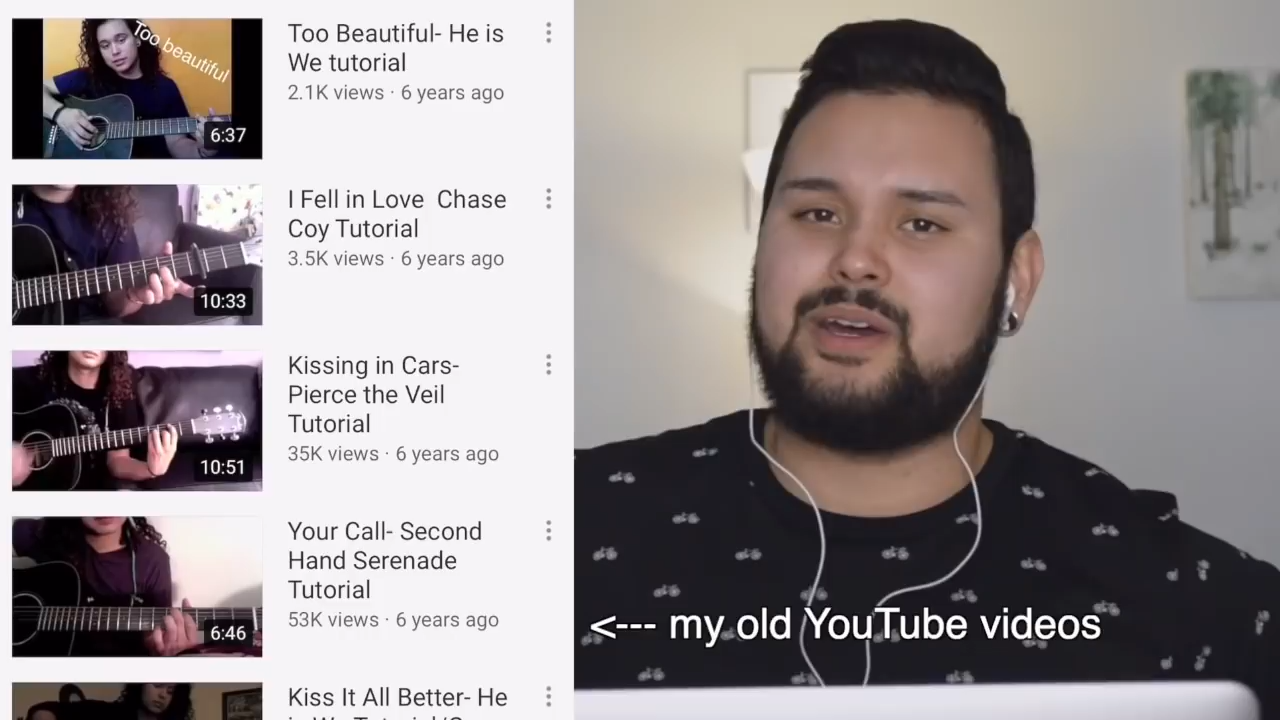 Too beautiful
6:37
Too Beautiful- He is
We tutorial
2.1K views · 6 years ago
10:33
I Fell in Love  Chase
Coy Tutorial
3.5K views · 6 years ago
10:51
Kissing in Cars-
Pierce the Veil
Tutorial
35K views · 6 years ago
6:46
Your Call- Second
Hand Serenade
Tutorial
53K views · 6 years ago
Kiss It All Better- He
<--- my old YouTube videos